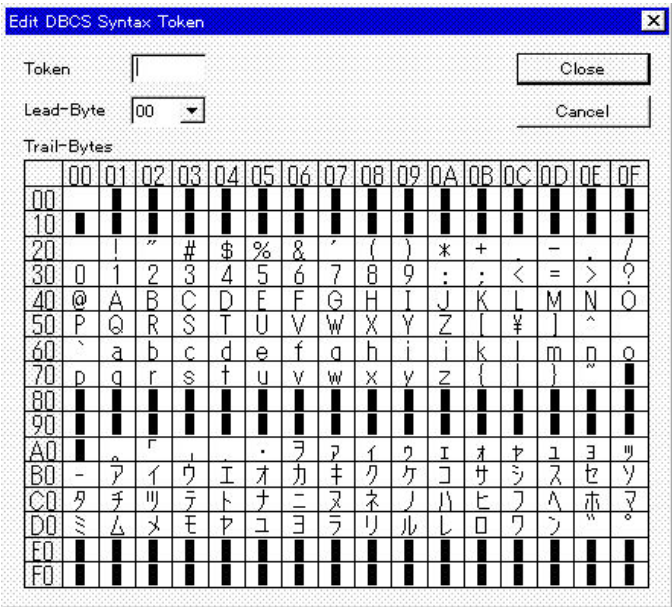 Edit DBCS Syntax Token
Token
Close
Lead-Byte 00
Cancel
Trail-Bytes
00 01 02 03 04 05 06 07 08 09 0A 0B 0C 0D 0E 0F
00
10
20 ! ″ # $ % & ′ ( ) * + , - . /
30 0 1 2 3 4 5 6 7 8 9 : ; < = > ?
40 @ A B C D E F G H I J K L M N O
50 P Q R S T U V W X Y Z [ ¥ ] ^
60 ` a b c d e f g h i j k l m n o
70 p q r s t u v w x y z { | } ~
80
90
A0 。 「 」 、 ・ ヲ ァ ィ ゥ ェ ォ ャ ュ ョ ッ
B0 ー ア イ ウ エ オ カ キ ク ケ コ サ シ ス セ ソ
C0 タ チ ツ テ ト ナ ニ ヌ ネ ノ ハ ヒ フ ヘ ホ マ
D0 ミ ム メ モ ヤ ユ ヨ ラ リ ル レ ロ ワ ン ゛ ゜
E0
F0